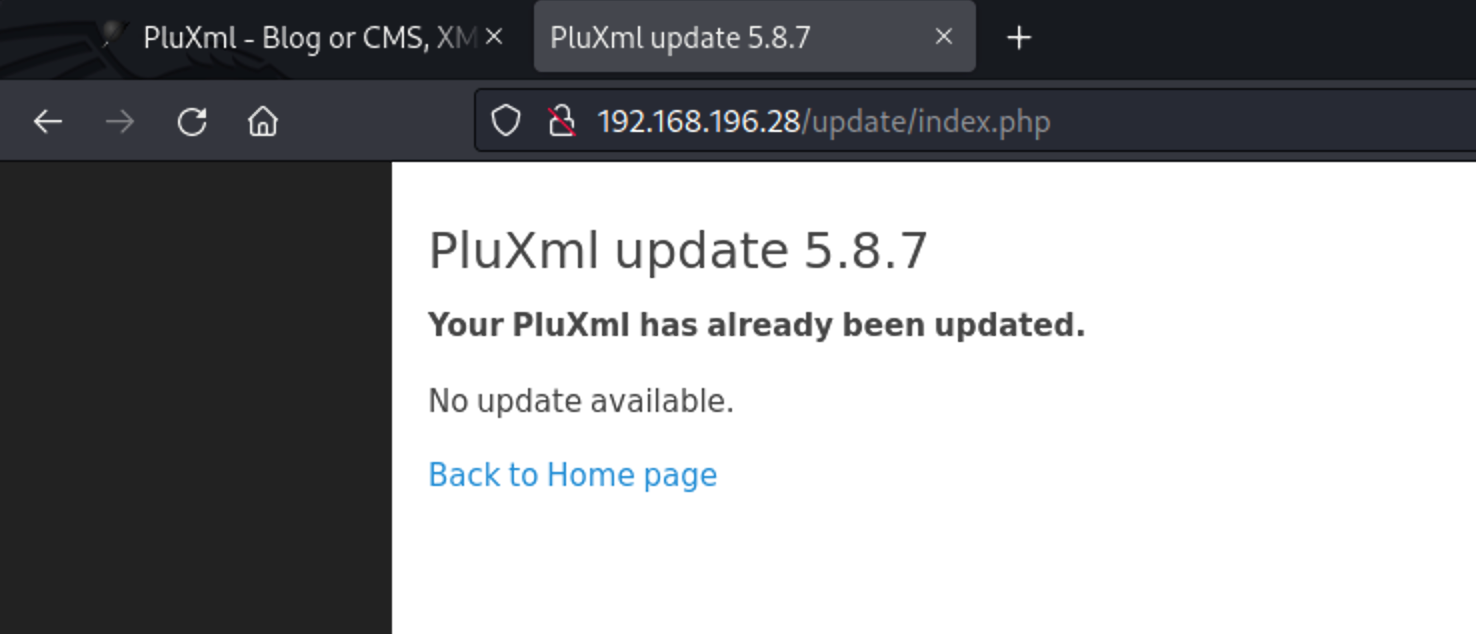 PluXml - Blog or CMS, XM
PluXml update 5.8.7
192.168.196.28/update/index.php
PluXml update 5.8.7
Your PluXml has already been updated.
No update available.
Back to Home page